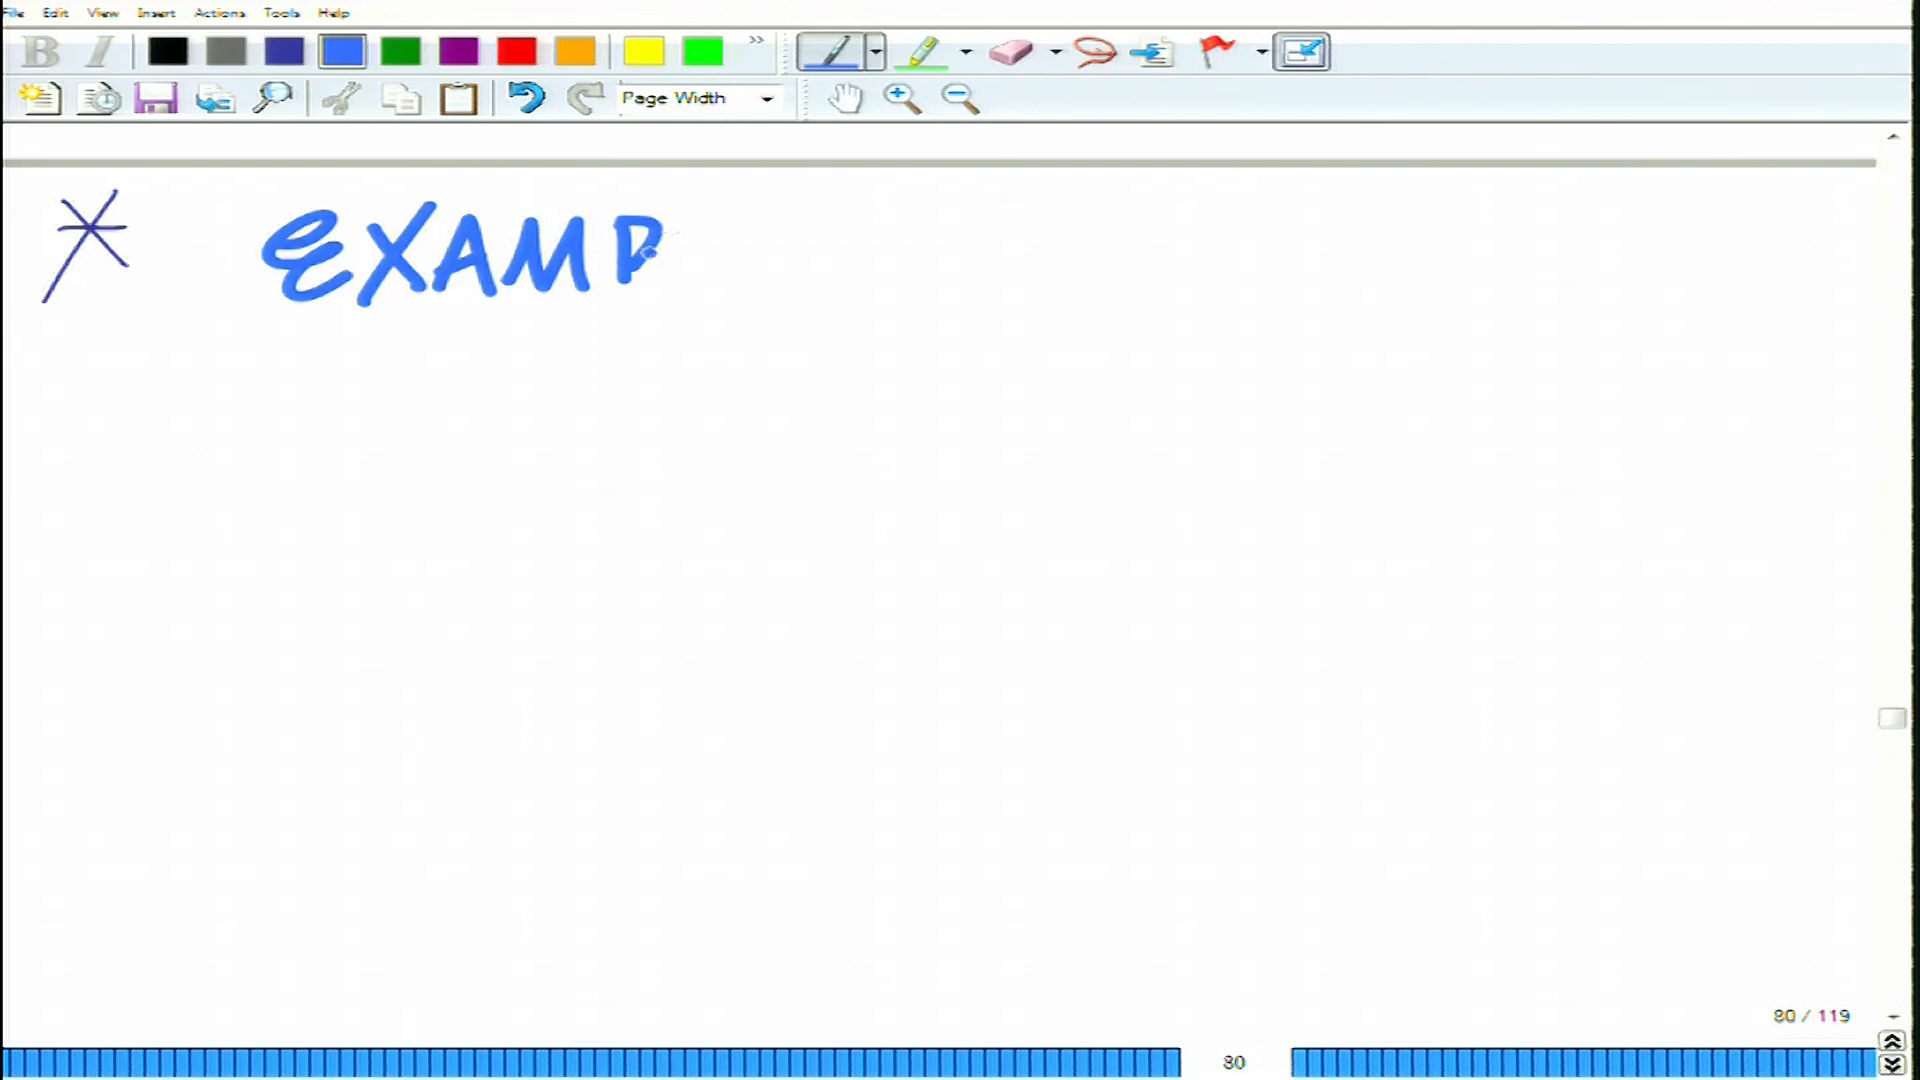 File Edit View Insert Actions Tools Help
B I
Page Width
* EXAMP
80 / 119
80